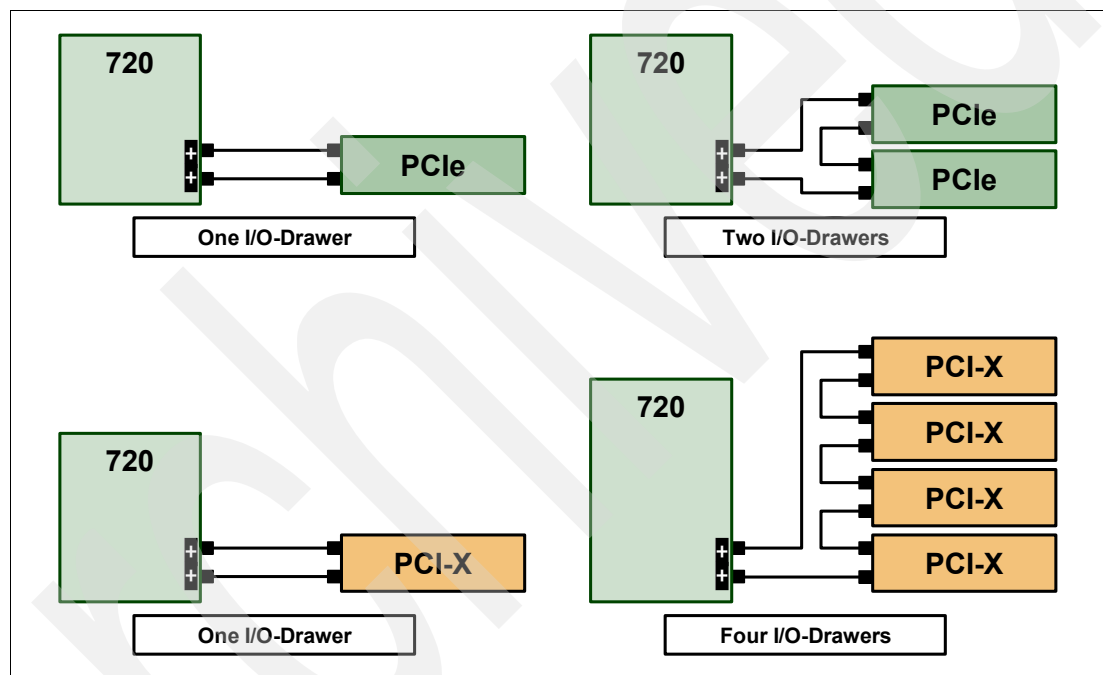 720
PCIe
One I/O-Drawer
720
PCIe
PCIe
Two I/O-Drawers
720
PCI-X
One I/O-Drawer
720
PCI-X
PCI-X
PCI-X
PCI-X
Four I/O-Drawers